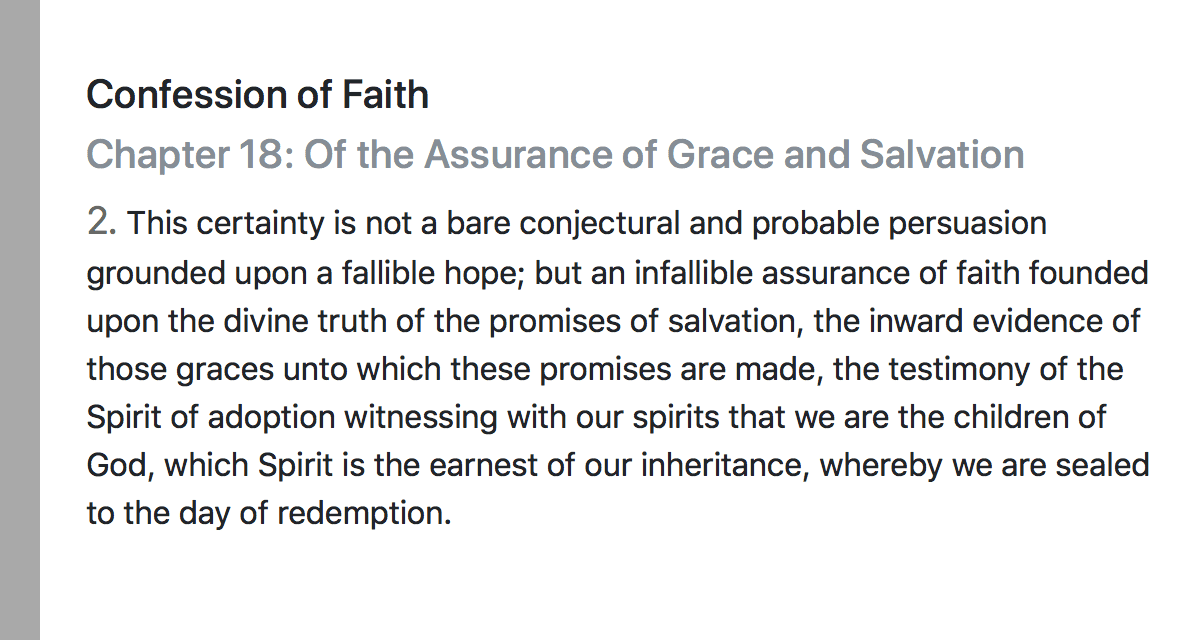 Confession of Faith
Chapter 18: Of the Assurance of Grace and Salvation
2. This certainty is not a bare conjectural and probable persuasion
grounded upon a fallible hope; but an infallible assurance of faith founded
upon the divine truth of the promises of salvation, the inward evidence of
those graces unto which these promises are made, the testimony of the
Spirit of adoption witnessing with our spirits that we are the children of
God, which Spirit is the earnest of our inheritance, whereby we are sealed
to the day of redemption.